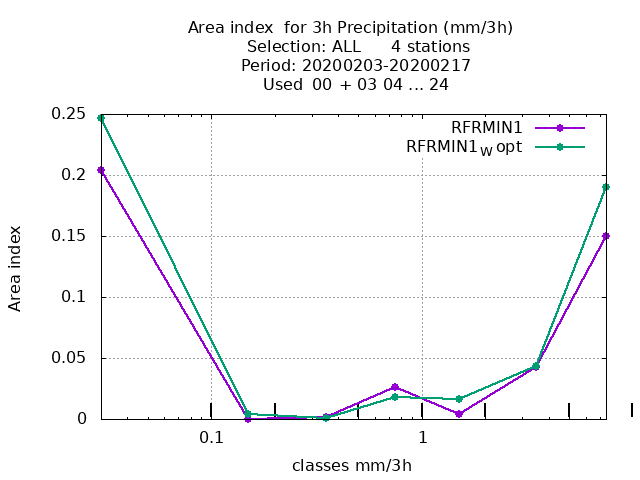 Area index  for 3h Precipitation (mm/3h)
Selection: ALL      4 stations
Period: 20200203-20200217
Used  00  + 03 04 ... 24
RFRMIN1
RFRMIN1W opt
0.25
0.2
0.15
0.1
0.05
0
Area index
0.1
1
classes mm/3h